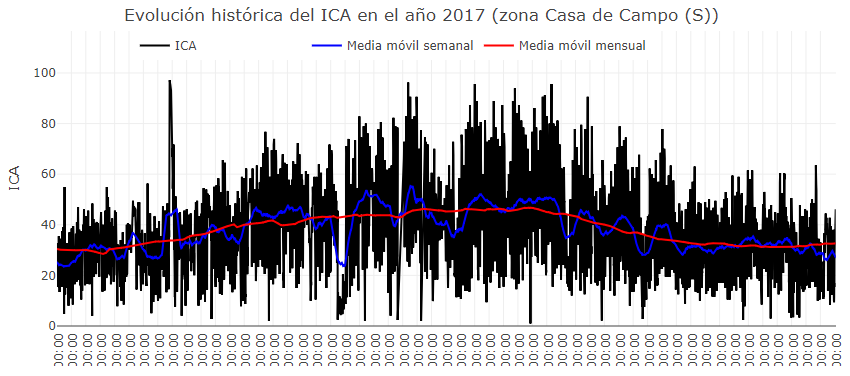 Evolución histórica del ICA en el año 2017 (zona Casa de Campo (S))
ICA
Media móvil semanal
Media móvil mensual
100
80
60
40
20
0
ICA